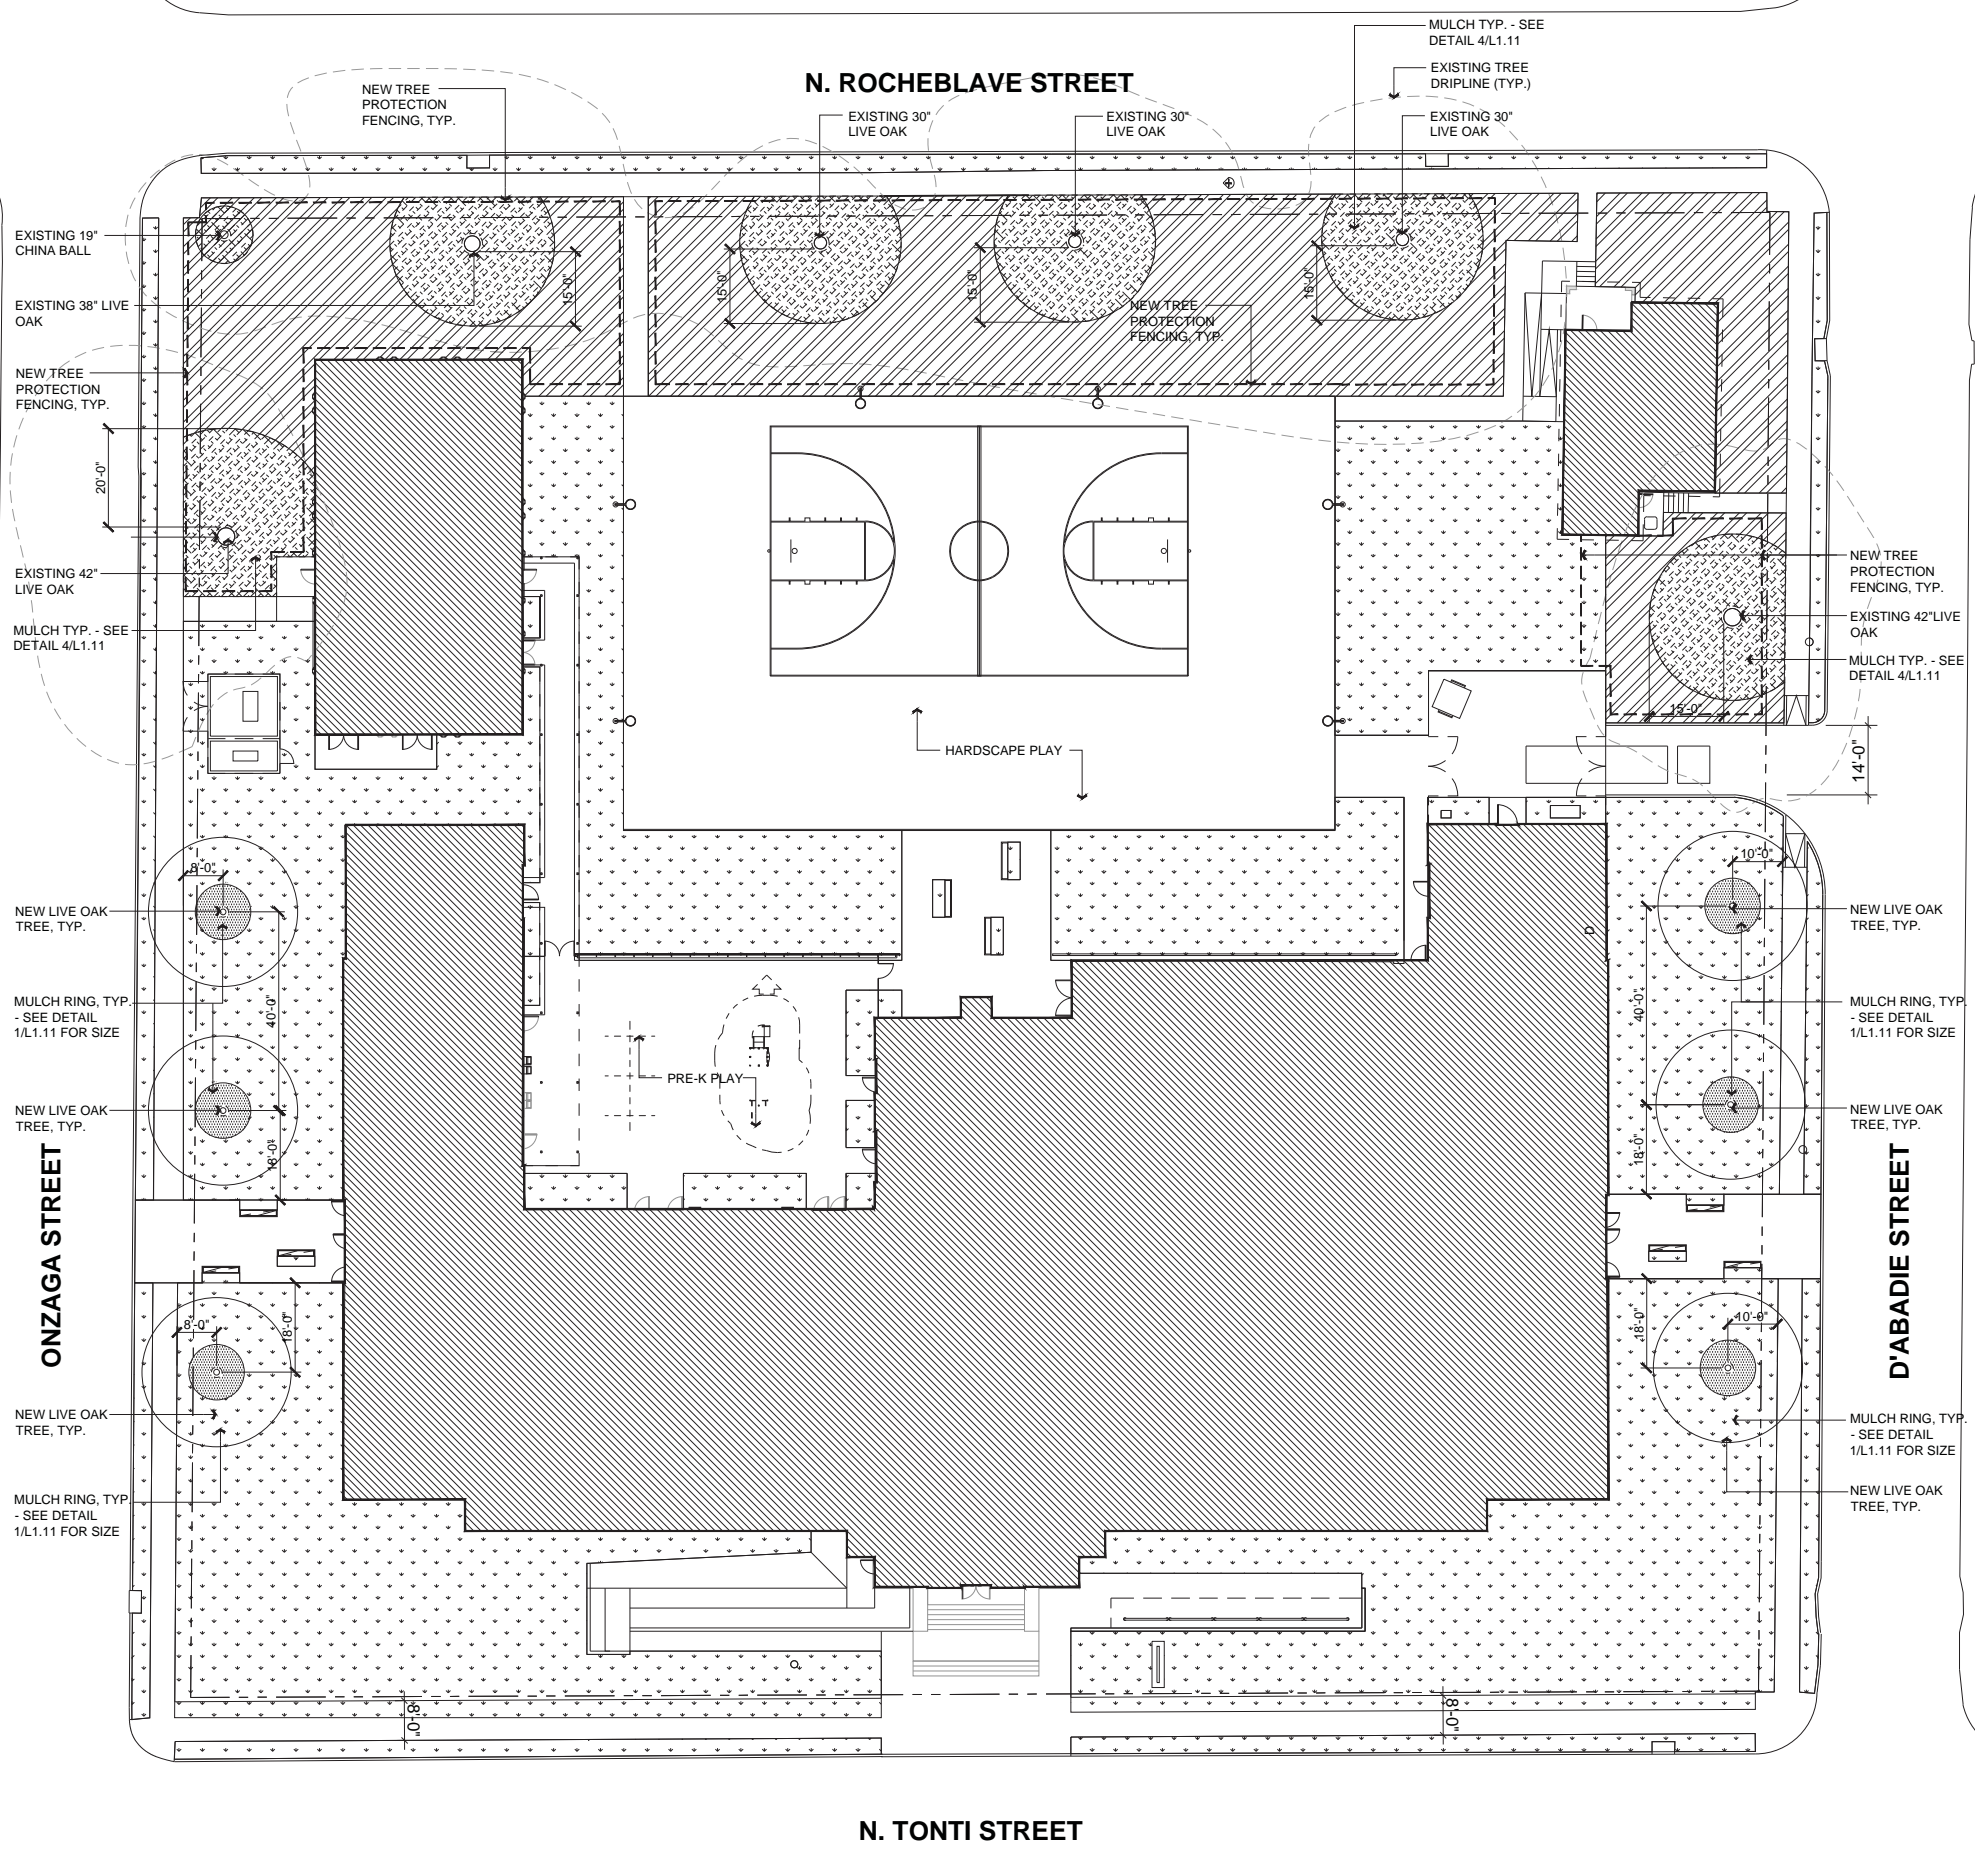 MULCH TYP. - SEE
DETAIL 4/L1.11
EXISTING TREE
DRIPLINE (TYP.)
N. ROCHEBLAVE STREET
NEW TREE
PROTECTION
FENCING, TYP.
EXISTING 30"
LIVE OAK
EXISTING 30"
LIVE OAK
EXISTING 30"
LIVE OAK
EXISTING 19"
CHINA BALL
EXISTING 38" LIVE
OAK
15'-0"
15'-0"
15'-0"
15'-0"
NEW TREE
PROTECTION
FENCING, TYP.
NEW TREE
PROTECTION
FENCING, TYP.
20'-0"
EXISTING 42"
LIVE OAK
MULCH TYP. - SEE
DETAIL 4/L1.11
NEW TREE
PROTECTION
FENCING, TYP.
EXISTING 42"LIVE
OAK
MULCH TYP. - SEE
DETAIL 4/L1.11
15'-0"
14'-0"
HARDSCAPE PLAY
8'-0"
10'-0"
NEW LIVE OAK
TREE, TYP.
NEW LIVE OAK
TREE, TYP.
D
MULCH RING, TYP.
- SEE DETAIL
1/L1.11 FOR SIZE
40'-0"
40'-0"
MULCH RING, TYP.
- SEE DETAIL
1/L1.11 FOR SIZE
PRE-K PLAY
NEW LIVE OAK
TREE, TYP.
NEW LIVE OAK
TREE, TYP.
18'-0"
18'-0"
ONZAGA STREET
D'ABADIE STREET
8'-0"
18'-0"
18'-0"
10'-0"
NEW LIVE OAK
TREE, TYP.
MULCH RING, TYP.
- SEE DETAIL
1/L1.11 FOR SIZE
MULCH RING, TYP.
- SEE DETAIL
1/L1.11 FOR SIZE
NEW LIVE OAK
TREE, TYP.
8'-0"
8'-0"
N. TONTI STREET